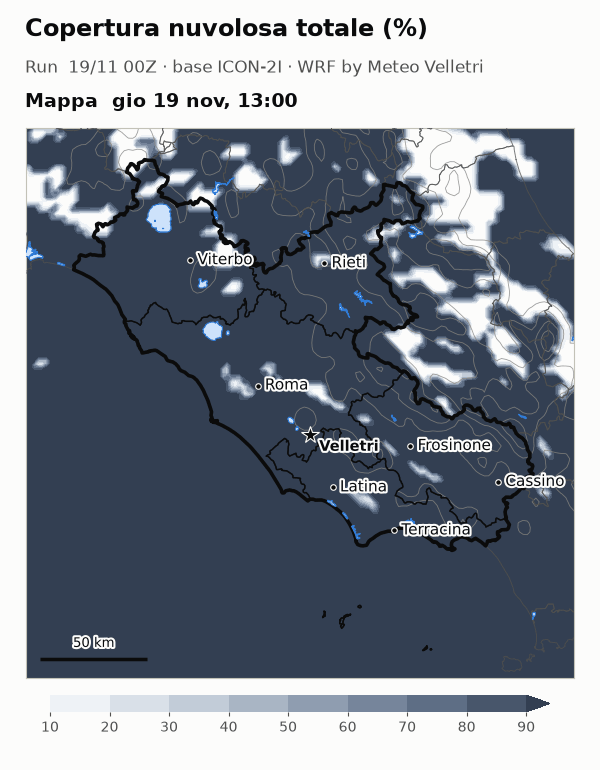 Copertura nuvolosa totale (%)
Run  19/11 00Z · base ICON-2I · WRF by Meteo Velletri
Mappa  gio 19 nov, 13:00
Viterbo
Rieti
Roma
Velletri
Frosinone
Cassino
Latina
Terracina
50 km
10 20 30 40 50 60 70 80 90